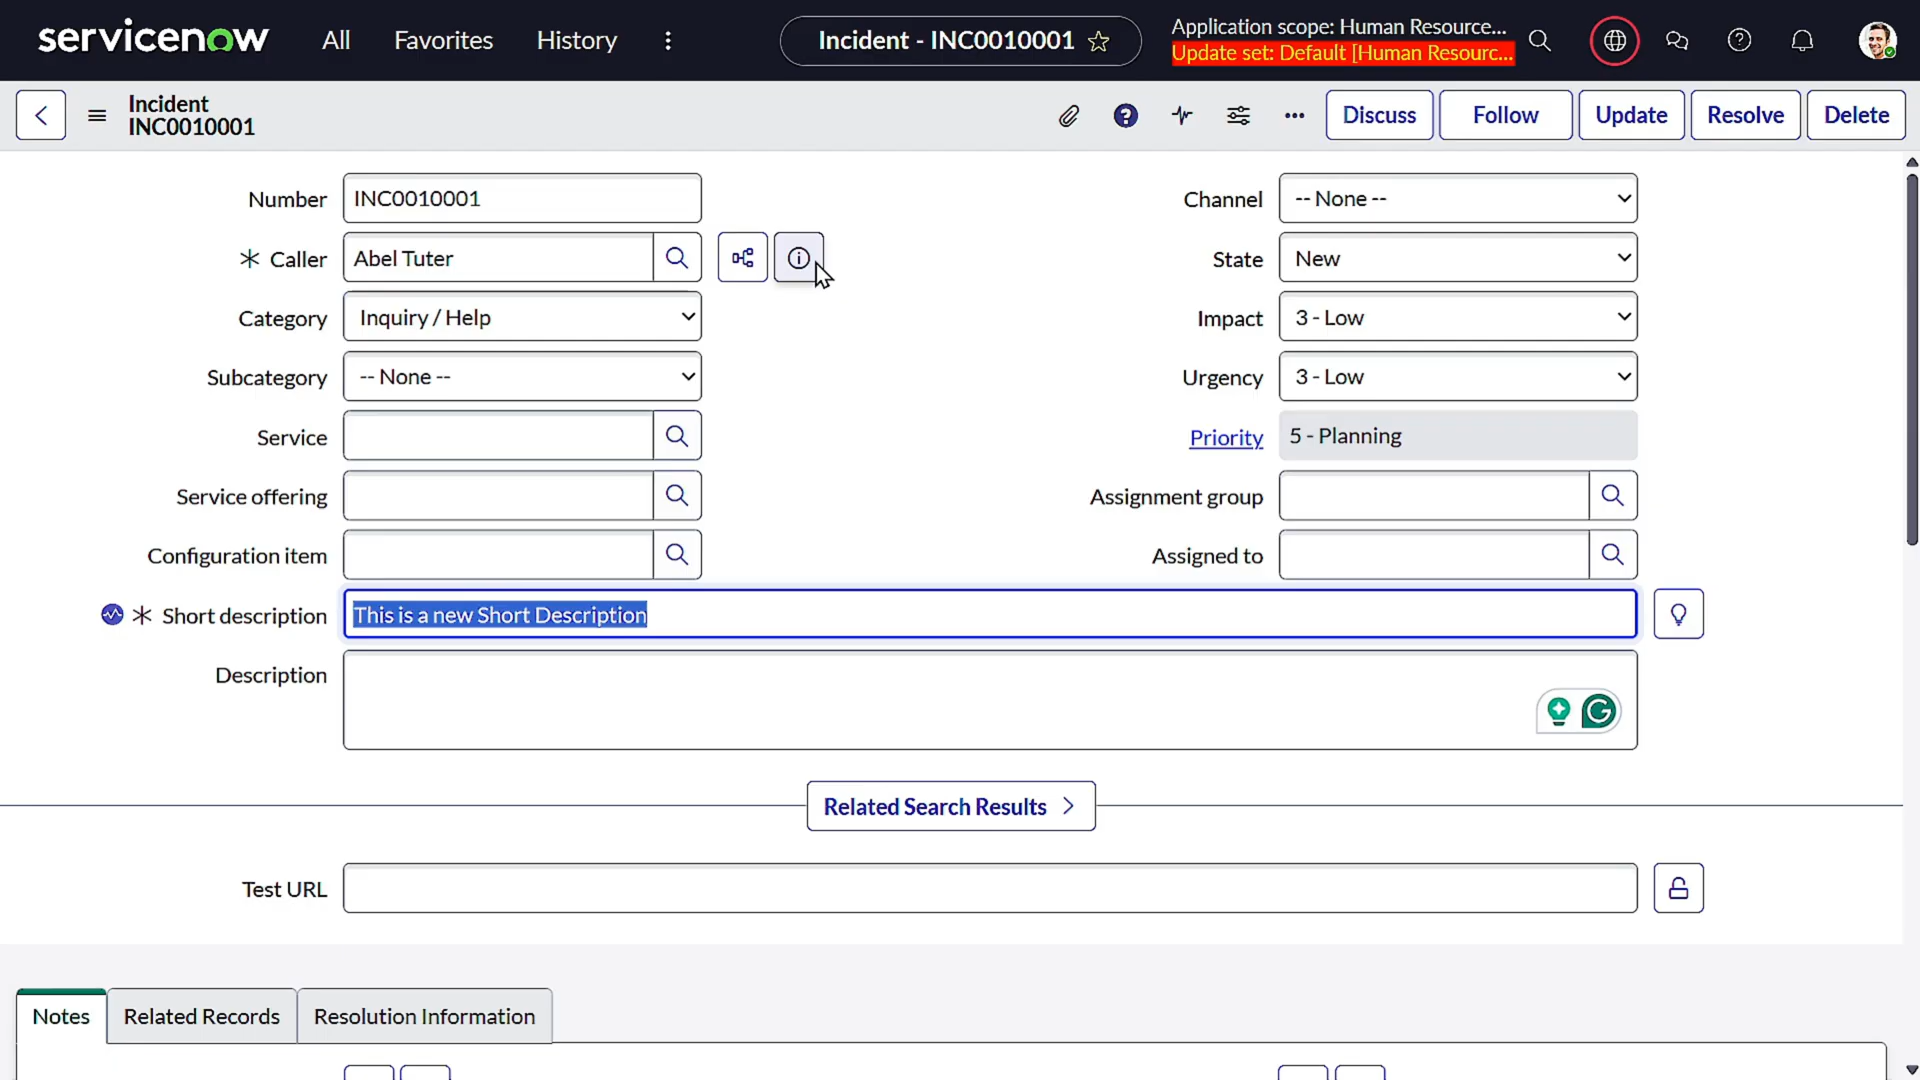 servicenow
All
Favorites
History
Incident - INC0010001
Application scope: Human Resource...
Update set: Default [Human Resourc...
Incident
INC0010001
Discuss
Follow
Update
Resolve
Delete
Number
INC0010001
Channel
-- None --
Caller
Abel Tuter
State
New
Category
Inquiry / Help
Impact
3 - Low
Subcategory
-- None --
Urgency
3 - Low
Service
Priority
5 - Planning
Service offering
Assignment group
Configuration item
Assigned to
Short description
This is a new Short Description
Description
Related Search Results
Test URL
Notes
Related Records
Resolution Information